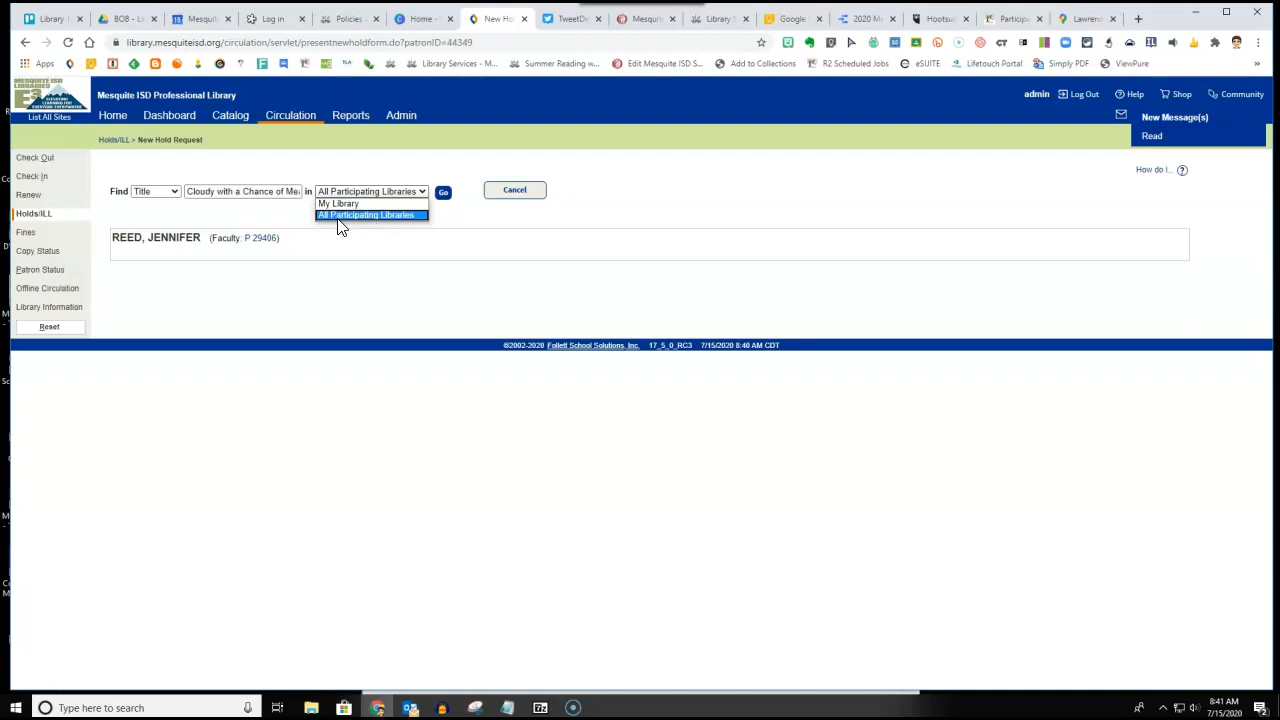 Library
BOB - Li
Mesquite
Log in
Policies
Home -
New Ho
TweetDe
Mesquit
Library S
Google
2020 M
Hootsui
Participa
Lawrenc
library.mesquiteisd.org/circulation/servlet/presentnewholdform.do?patronID=44349
Apps
Library Services - M...
Summer Reading w...
Edit Mesquite ISD S...
Add to Collections
R2 Scheduled Jobs
eSUITE
Lifetouch Portal
Simply PDF
ViewPure
»
MESQUITE ISD
LIBRARIES
Mesquite ISD Professional Library
admin Log Out Help Shop Community
List All Sites
Home Dashboard Catalog Circulation Reports Admin
New Message(s)
Read
Holds/ILL > New Hold Request
Check Out
How do I... ?
Check In
Find Title Cloudy with a Chance of Mea in All Participating Libraries Go Cancel
Renew
My Library
All Participating Libraries
Holds/ILL
Fines
REED, JENNIFER (Faculty: P 29406)
Copy Status
Patron Status
Offline Circulation
Library Information
Reset
©2002-2020 Follett School Solutions, Inc. 17_5_0_RC3 7/15/2020 8:40 AM CDT
Type here to search
8:41 AM
7/15/2020